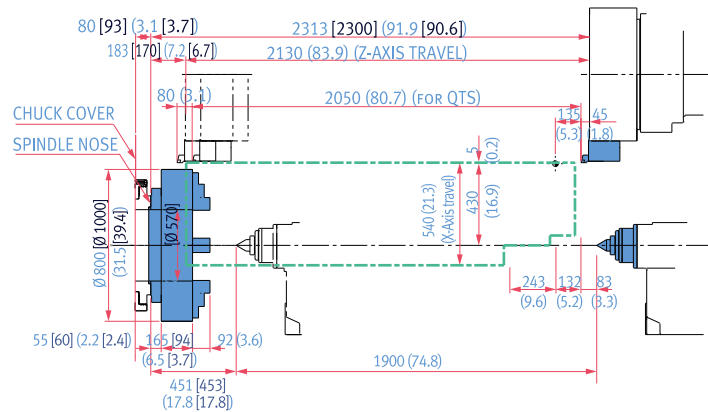 80 [93] (3.1 [3.7]) 2313 [2300] (91.9 [90.6])
183 [170] (7.2 [6.7]) 2130 (83.9) (Z-AXIS TRAVEL)
80 (3.1) 2050 (80.7) (FOR QTS)
CHUCK COVER
SPINDLE NOSE
135 45
(5.3) (1.8)
5
(0.2)
540 (21.3)
(X-Axis travel)
430
(16.9)
Ø 800 [Ø 1000]
(31.5 [39.4])
[Ø 570]
243 132 83
(9.6) (5.2) (3.3)
55 [60] (2.2 [2.4]) 165 [94] 92 (3.6)
(6.5 [3.7])
1900 (74.8)
451 [453]
(17.8 [17.8])